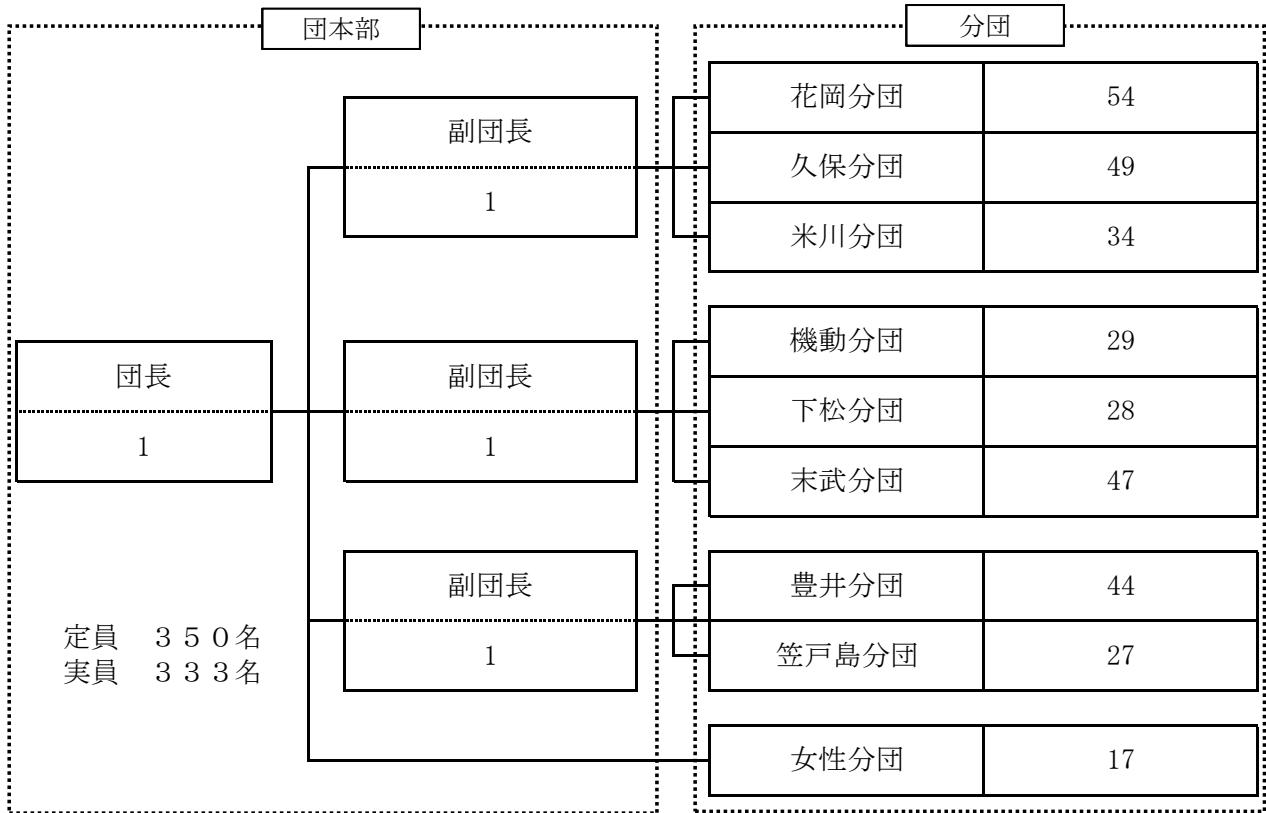 団本部
分団
副団長
1
花岡分団 54
久保分団 49
米川分団 34
団長
1
副団長
1
機動分団 29
下松分団 28
末武分団 47
副団長
1
豊井分団 44
笠戸島分団 27
定員 ３５０名
実員 ３３３名
女性分団 17